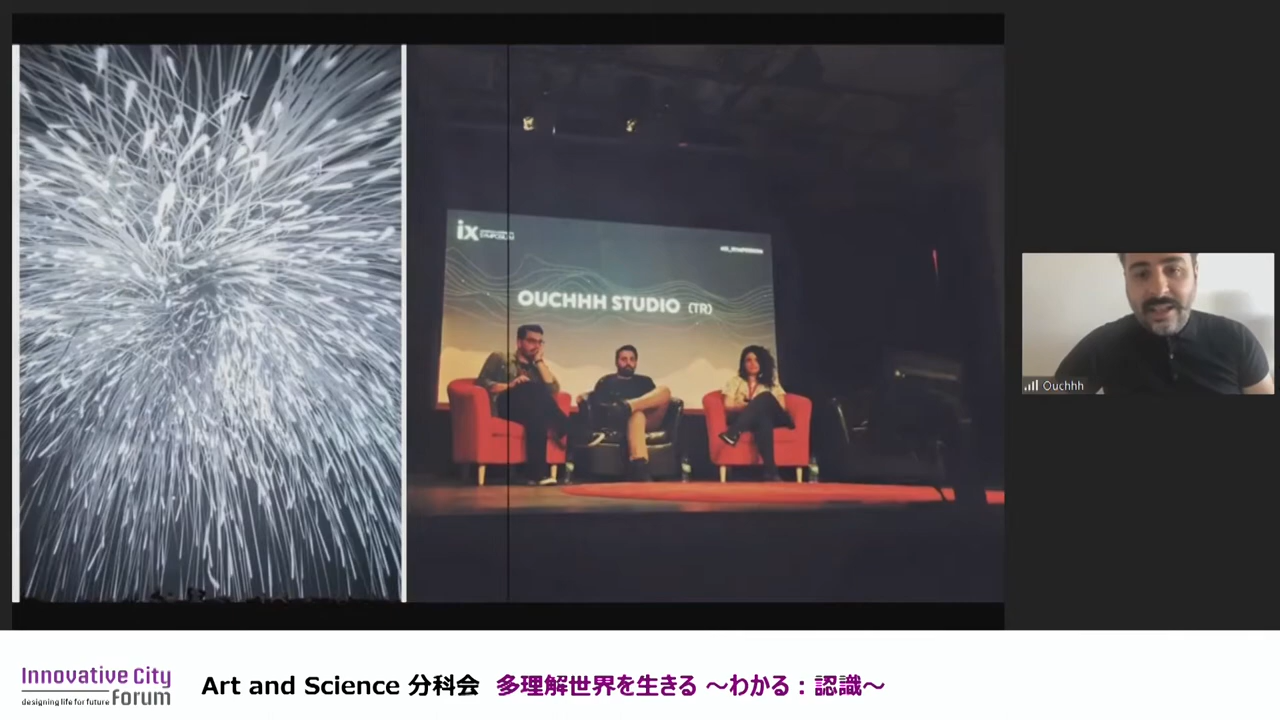 ix
SYMPOSIUM
OUCHHH STUDIO (TR)
Ouchhh
Innovative City
Forum
designing life for future
Art and Science 分科会 多理解世界を生きる ～わかる：認識～